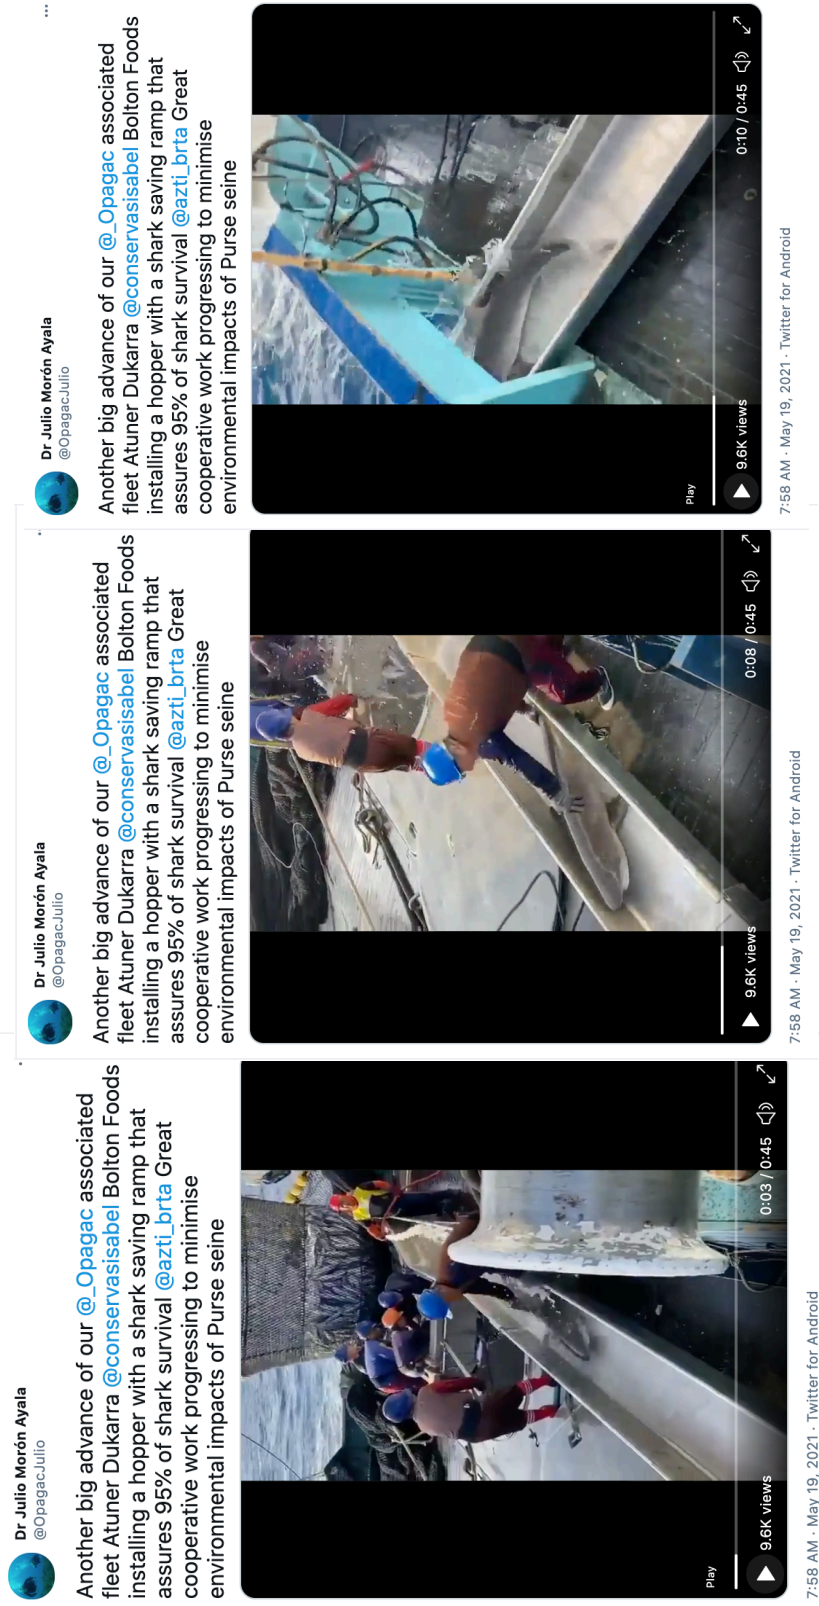 Dr Julio Morón Ayala
@OpagacJulio
Another big advance of our @_Opagac associated
fleet Atuner Dukarra @conservasisabel Bolton Foods
installing a hopper with a shark saving ramp that
assures 95% of shark survival @azti_brta Great
cooperative work progressing to minimise
environmental impacts of Purse seine
Play
9.6K views
0:03 / 0:45
7:58 AM · May 19, 2021 · Twitter for Android
Dr Julio Morón Ayala
@OpagacJulio
Another big advance of our @_Opagac associated
fleet Atuner Dukarra @conservasisabel Bolton Foods
installing a hopper with a shark saving ramp that
assures 95% of shark survival @azti_brta Great
cooperative work progressing to minimise
environmental impacts of Purse seine
9.6K views
0:08 / 0:45
7:58 AM · May 19, 2021 · Twitter for Android
Dr Julio Morón Ayala
@OpagacJulio
Another big advance of our @_Opagac associated
fleet Atuner Dukarra @conservasisabel Bolton Foods
installing a hopper with a shark saving ramp that
assures 95% of shark survival @azti_brta Great
cooperative work progressing to minimise
environmental impacts of Purse seine
Play
9.6K views
0:10 / 0:45
7:58 AM · May 19, 2021 · Twitter for Android